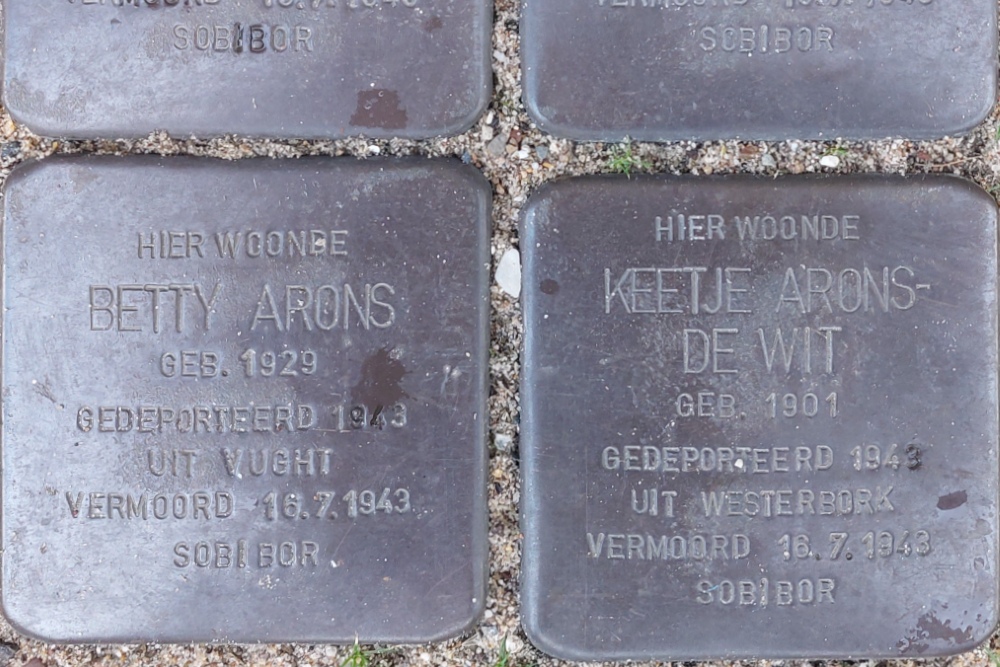 SOBIBOR
SOBIBOR
HIER WOONDE
BETTY ARONS
GEB. 1929
GEDEPORTEERD 1943
UIT VUGHT
VERMOORD 16.7.1943
SOBIBOR
HIER WOONDE
KEETJE ARONS-
DE WIT
GEB. 1901
GEDEPORTEERD 1943
UIT WESTERBORK
VERMOORD 16.7.1943
SOBIBOR